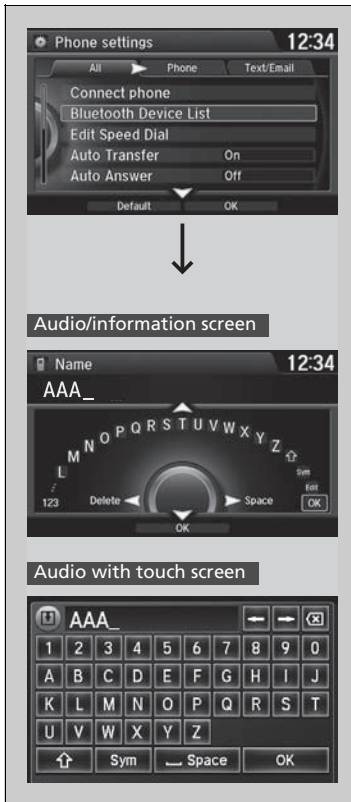 Phone settings 12:34
All Phone Text/Email
Connect phone
Bluetooth Device List
Edit Speed Dial
Auto Transfer On
Auto Answer Off
Default OK
Audio/information screen
Name 12:34
AAA_
123 L M N O P Q R S T U V W X Y Z Sym Edit OK
Delete Space
OK
Audio with touch screen
AAA_
1 2 3 4 5 6 7 8 9 0
A B C D E F G H I J
K L M N O P Q R S T
U V W X Y Z
Sym Space OK